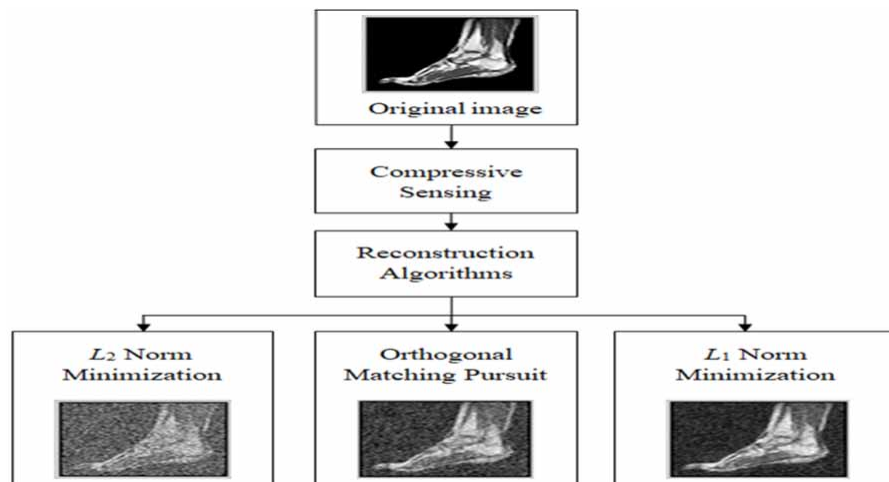 Original image
Compressive
Sensing
Reconstruction
Algorithms
L₂ Norm
Minimization
Orthogonal
Matching Pursuit
L₁ Norm
Minimization